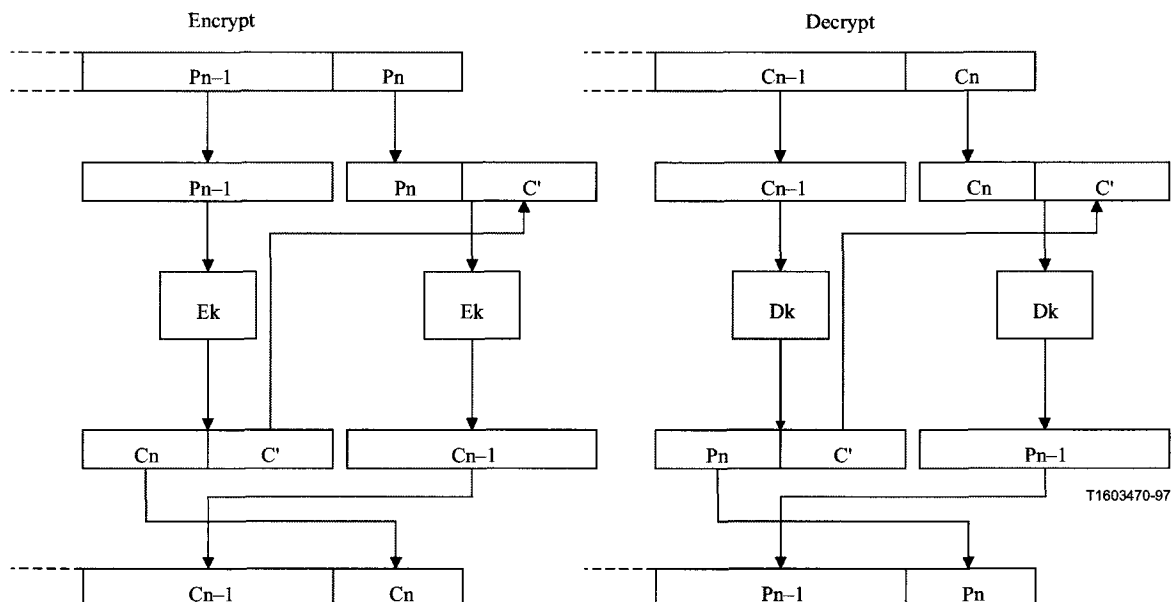 Encrypt
Decrypt
Pn–1
Pn
Cn–1
Cn
Pn–1
Pn
C'
Cn–1
Cn
C'
Ek
Ek
Dk
Dk
Cn
C'
Cn–1
Pn
C'
Pn–1
T1603470-97
Cn–1
Cn
Pn–1
Pn